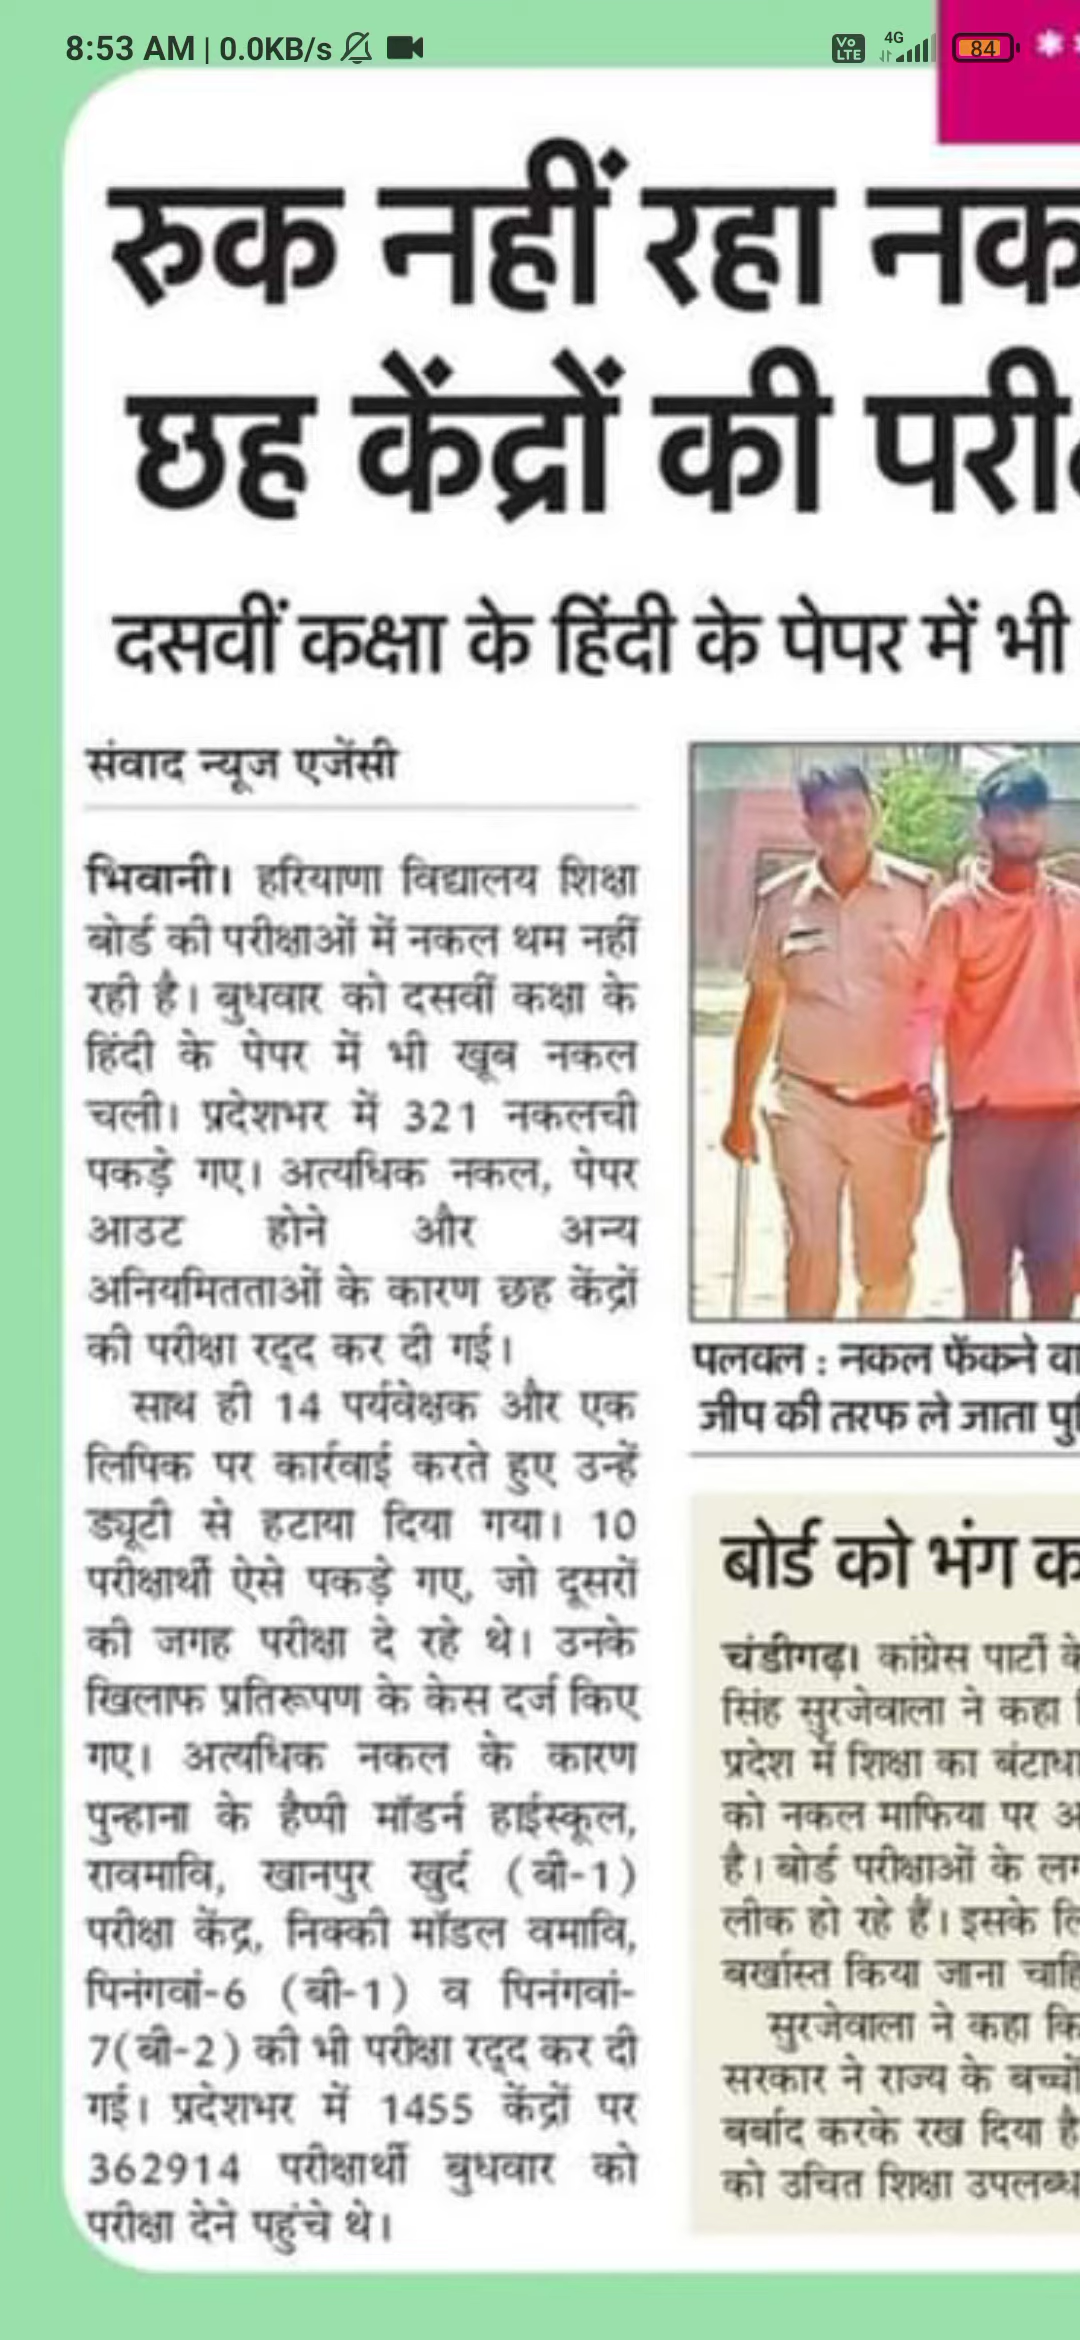 8:53 AM | 0.0KB/s
Vo LTE 4G 84
रुक नहीं रहा नक
छह केंद्रों की परी
दसवीं कक्षा के हिंदी के पेपर में भी
संवाद न्यूज एजेंसी
भिवानी। हरियाणा विद्यालय शिक्षा
बोर्ड की परीक्षाओं में नकल थम नहीं
रही है। बुधवार को दसवीं कक्षा के
हिंदी के पेपर में भी खूब नकल
चली। प्रदेशभर में 321 नकलची
पकड़े गए। अत्यधिक नकल, पेपर
आउट होने और अन्य
अनियमितताओं के कारण छह केंद्रों
की परीक्षा रद्द कर दी गई।
साथ ही 14 पर्यवेक्षक और एक
लिपिक पर कार्रवाई करते हुए उन्हें
ड्यूटी से हटाया दिया गया। 10
परीक्षार्थी ऐसे पकड़े गए, जो दूसरों
की जगह परीक्षा दे रहे थे। उनके
खिलाफ प्रतिरूपण के केस दर्ज किए
गए। अत्यधिक नकल के कारण
पुन्हाना के हैप्पी मॉडर्न हाईस्कूल,
रावमावि, खानपुर खुर्द (बी-1)
परीक्षा केंद्र, निक्की मॉडल वमावि,
पिनंगवां-6 (बी-1) व पिनंगवां-
7(बी-2) की भी परीक्षा रद्द कर दी
गई। प्रदेशभर में 1455 केंद्रों पर
362914 परीक्षार्थी बुधवार को
परीक्षा देने पहुंचे थे।
पलवल : नकल फेंकने वा
जीप की तरफ ले जाता पु
बोर्ड को भंग क
चंडीगढ़। कांग्रेस पार्टी के
सिंह सुरजेवाला ने कहा
प्रदेश में शिक्षा का बंटाधा
को नकल माफिया पर अ
है। बोर्ड परीक्षाओं के लग
लीक हो रहे हैं। इसके लि
बर्खास्त किया जाना चाहि
सुरजेवाला ने कहा कि
सरकार ने राज्य के बच्चों
बर्बाद करके रख दिया है
को उचित शिक्षा उपलब्ध